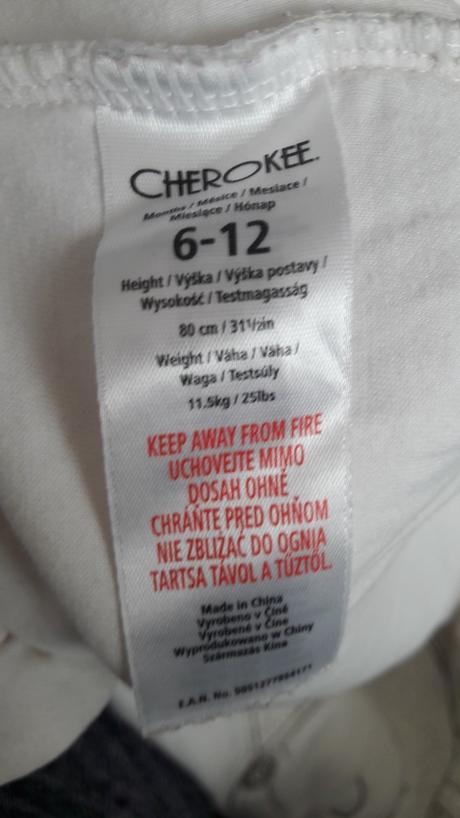 CHEROKEE.
Months / Měsíce / Mesiace /
Miesiące / Hónap
6-12
Height / Výška / Výška postavy /
Wysokość / Testmagasság
80 cm / 31½in
Weight / Váha / Váha /
Waga / Testsúly
11.5kg / 25lbs
KEEP AWAY FROM FIRE
UCHOVEJTE MIMO
DOSAH OHNĚ
CHRÁŇTE PRED OHŇOM
NIE ZBLIŻAĆ DO OGNIA
TARTSA TÁVOL A TŰZTŐL.
Made in China
Vyrobeno v Číně
Vyrobené v Číne
Wyprodukowano w Chiny
Származás Kína
E.A.N. No.